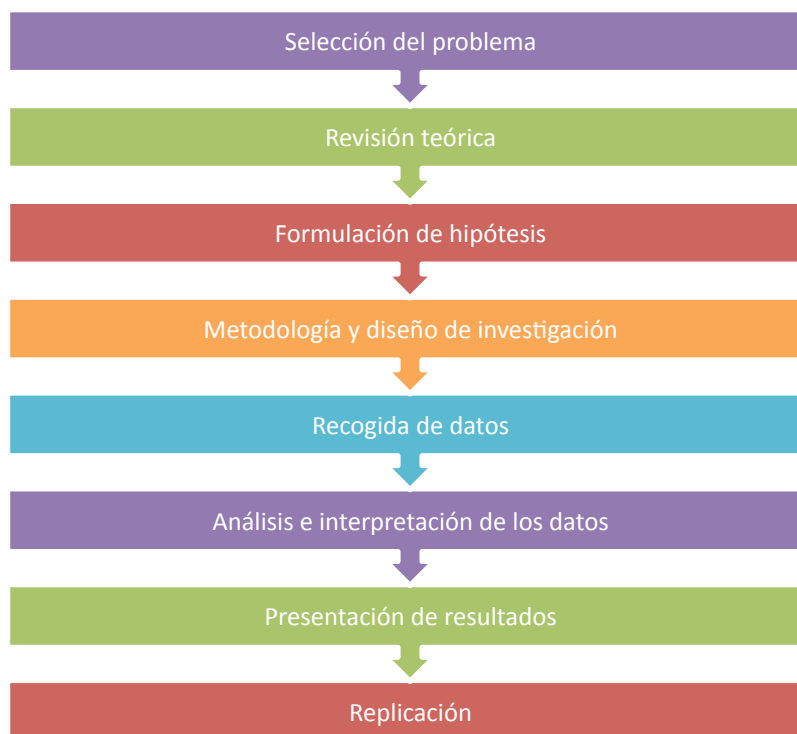 Selección del problema
Revisión teórica
Formulación de hipótesis
Metodología y diseño de investigación
Recogida de datos
Análisis e interpretación de los datos
Presentación de resultados
Replicación